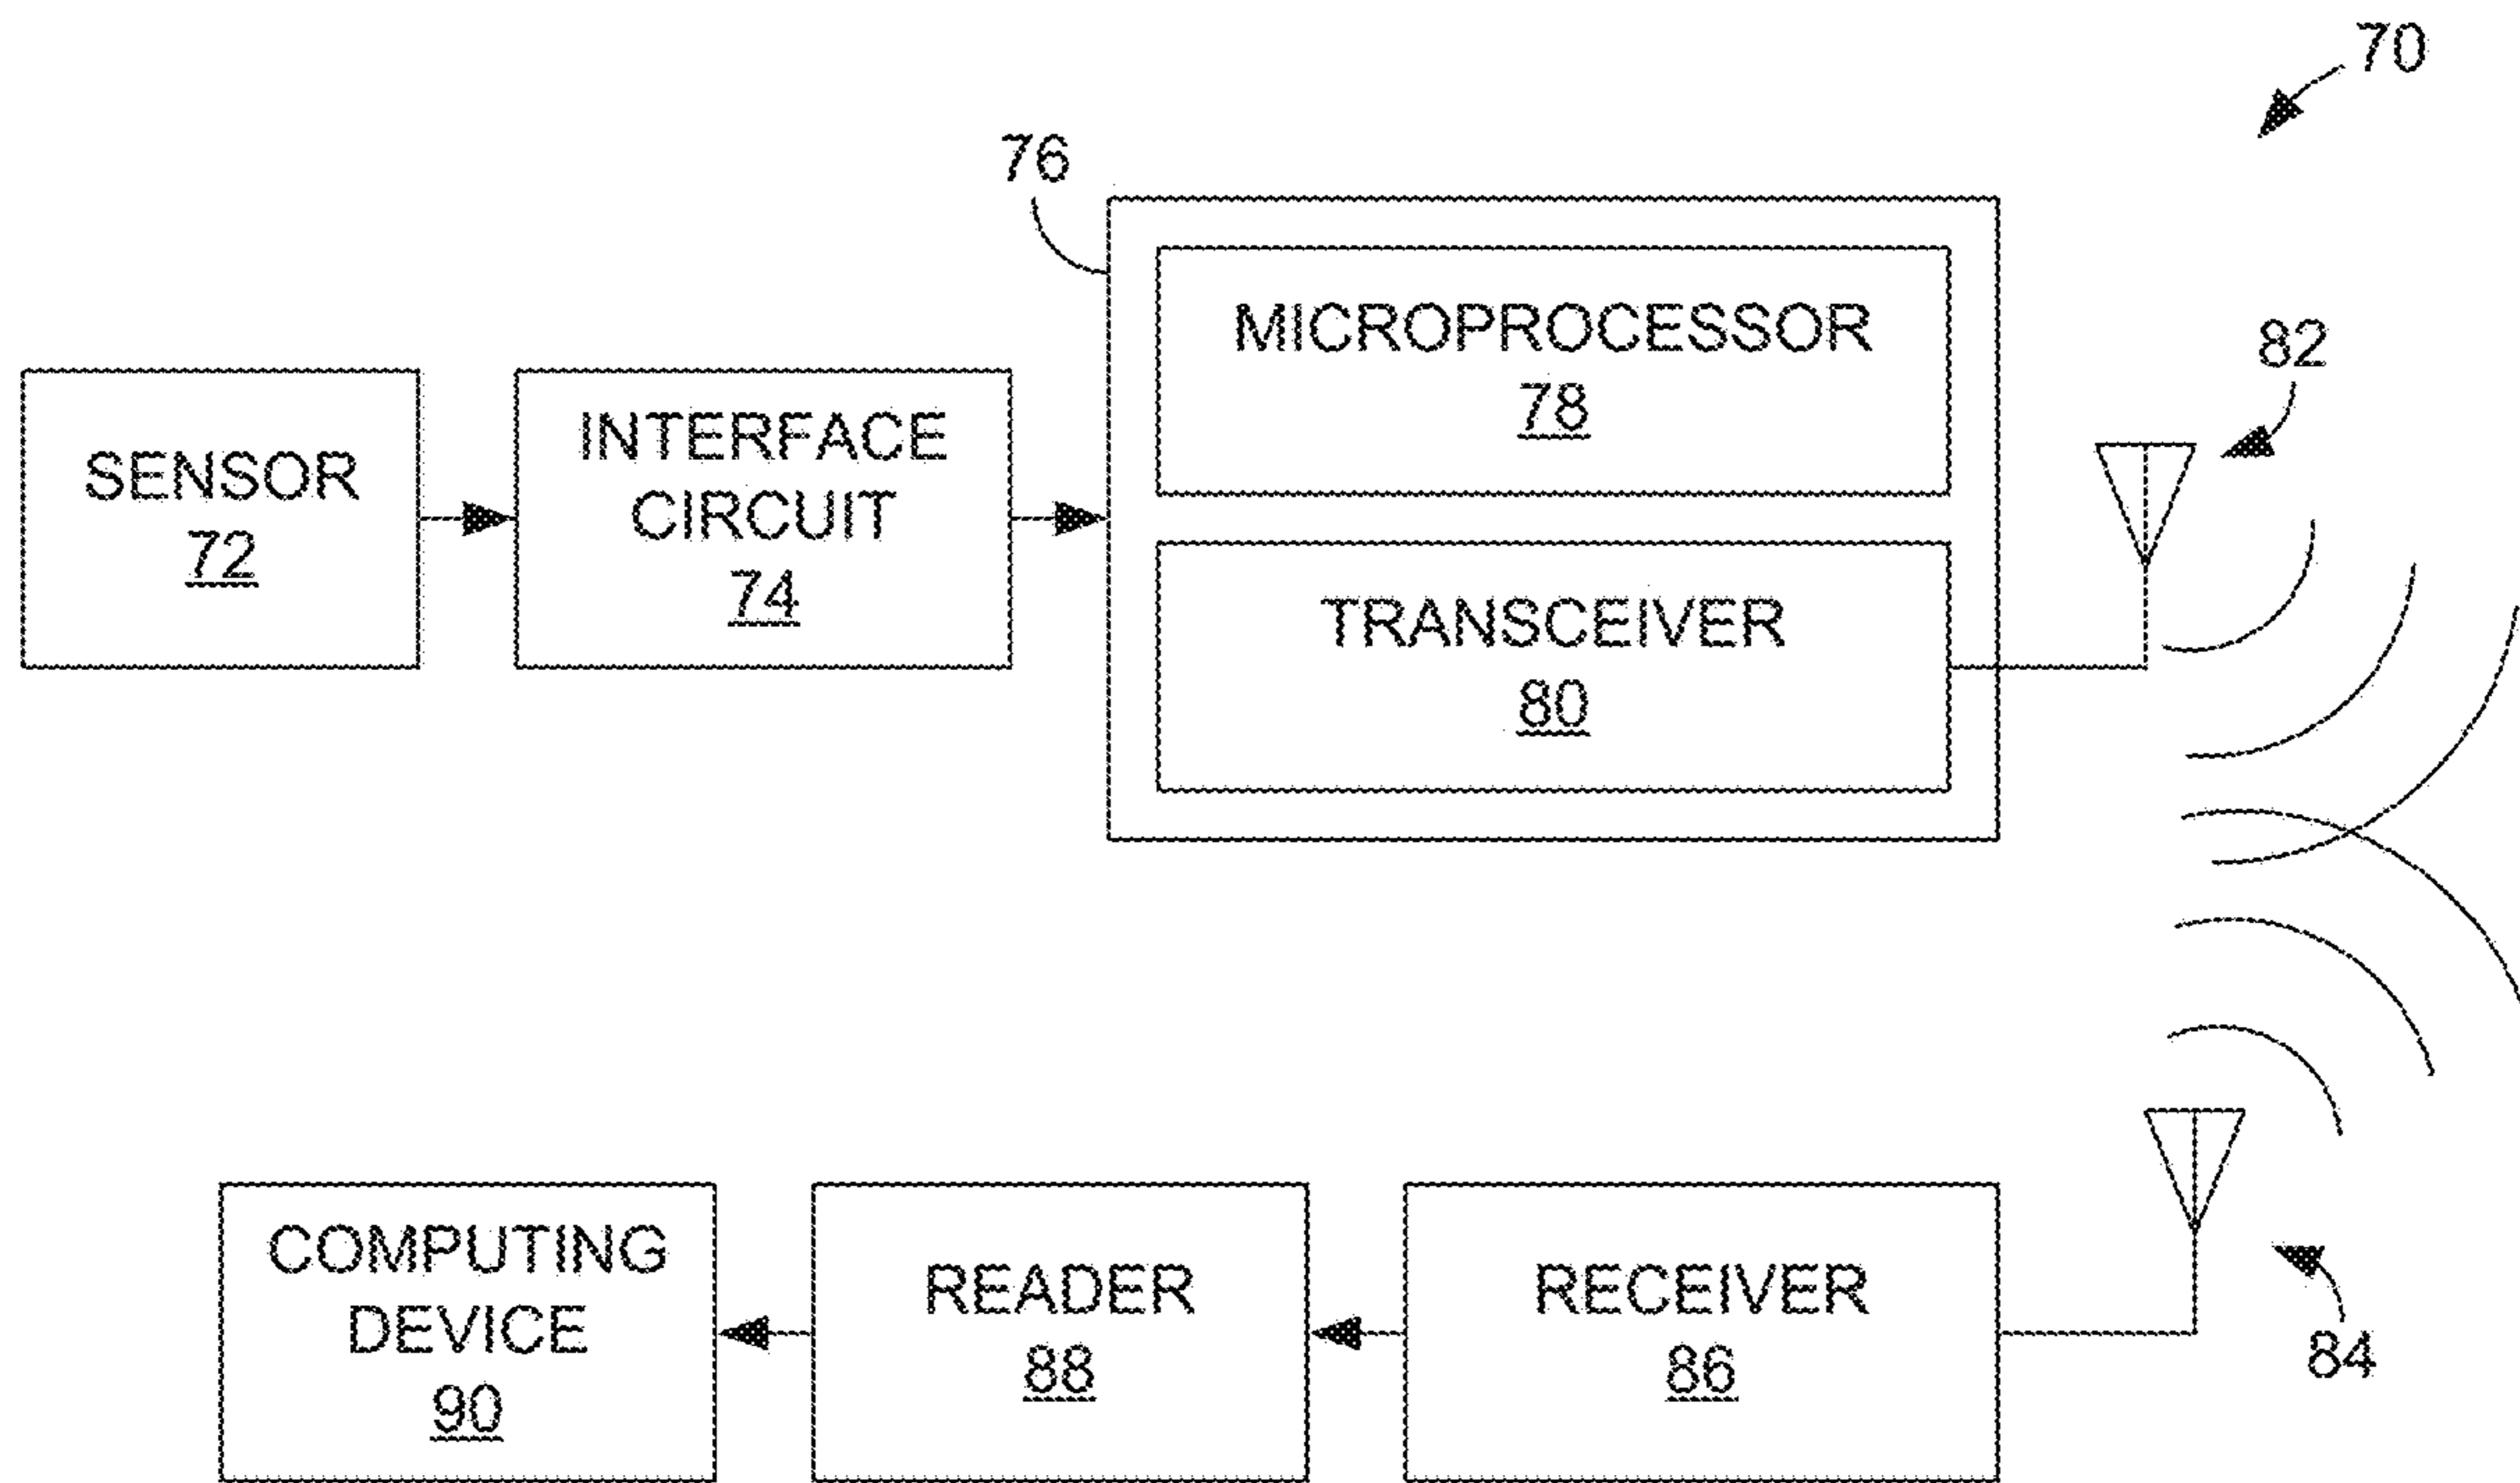 70
76
MICROPROCESSOR
78
82
SENSOR
72
INTERFACE
CIRCUIT
74
TRANSCEIVER
80
COMPUTING
DEVICE
90
READER
88
RECEIVER
86
84